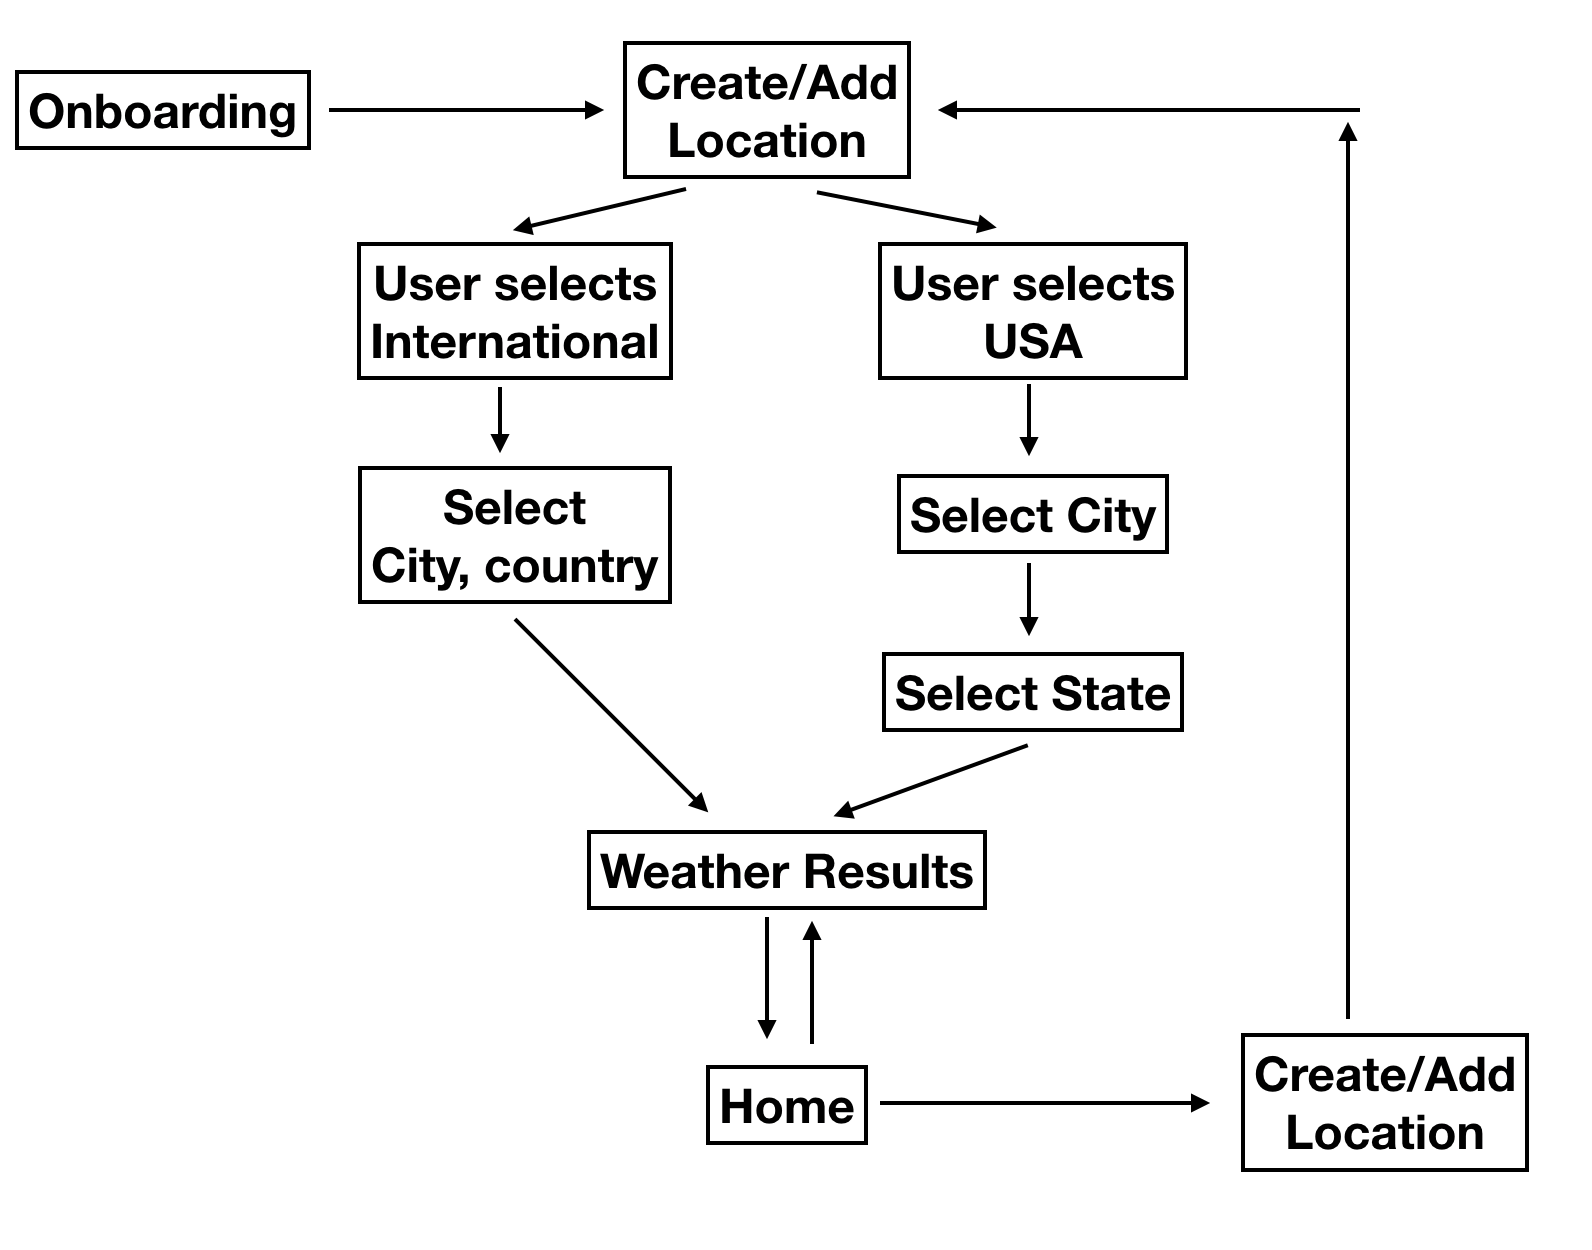 Onboarding
Create/Add
Location
User selects
International
User selects
USA
Select
City, country
Select City
Select State
Weather Results
Home
Create/Add
Location